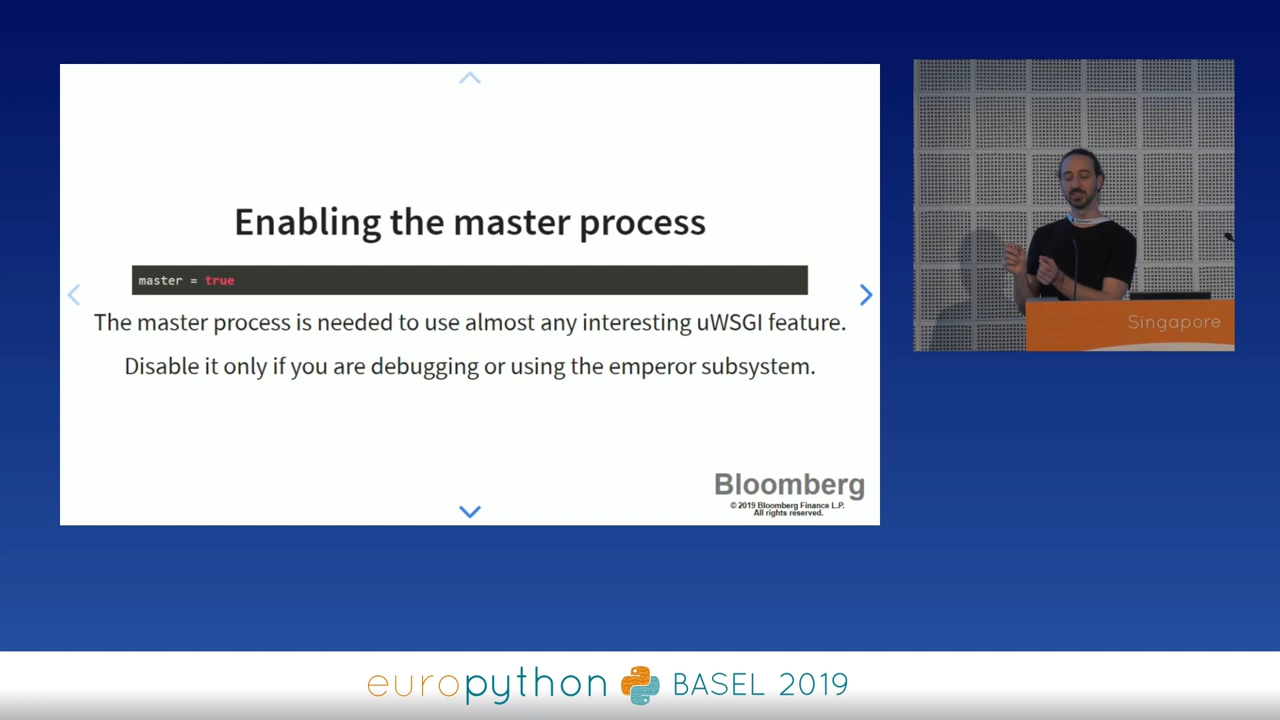 Enabling the master process
master = true
The master process is needed to use almost any interesting uWSGI feature.
Disable it only if you are debugging or using the emperor subsystem.
Bloomberg
© 2019 Bloomberg Finance L.P.
All rights reserved.
Singapore
europython BASEL 2019